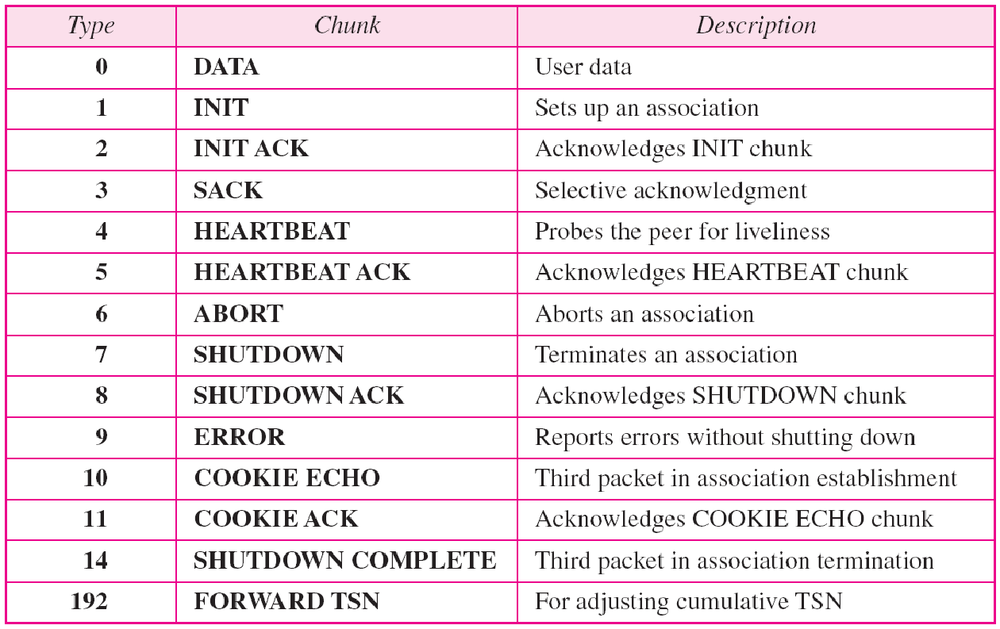 Type Chunk Description
0 DATA User data
1 INIT Sets up an association
2 INIT ACK Acknowledges INIT chunk
3 SACK Selective acknowledgment
4 HEARTBEAT Probes the peer for liveliness
5 HEARTBEAT ACK Acknowledges HEARTBEAT chunk
6 ABORT Aborts an association
7 SHUTDOWN Terminates an association
8 SHUTDOWN ACK Acknowledges SHUTDOWN chunk
9 ERROR Reports errors without shutting down
10 COOKIE ECHO Third packet in association establishment
11 COOKIE ACK Acknowledges COOKIE ECHO chunk
14 SHUTDOWN COMPLETE Third packet in association termination
192 FORWARD TSN For adjusting cumulative TSN